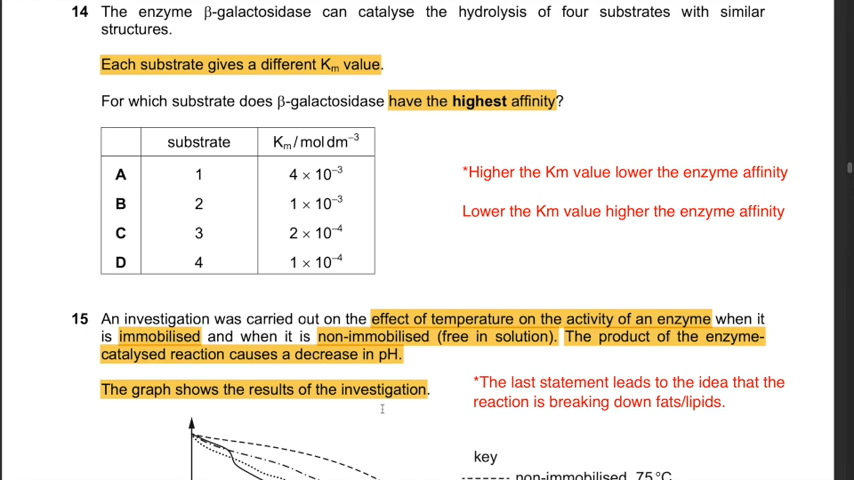 14 The enzyme β-galactosidase can catalyse the hydrolysis of four substrates with similar
structures.
Each substrate gives a different Km value.
For which substrate does β-galactosidase have the highest affinity?
substrate Km / mol dm⁻³
A 1 4 × 10⁻³
B 2 1 × 10⁻³
C 3 2 × 10⁻⁴
D 4 1 × 10⁻⁴
*Higher the Km value lower the enzyme affinity
Lower the Km value higher the enzyme affinity
15 An investigation was carried out on the effect of temperature on the activity of an enzyme when it
is immobilised and when it is non-immobilised (free in solution). The product of the enzyme-
catalysed reaction causes a decrease in pH.
The graph shows the results of the investigation.
*The last statement leads to the idea that the
reaction is breaking down fats/lipids.
key
non-immobilised, 75 °C